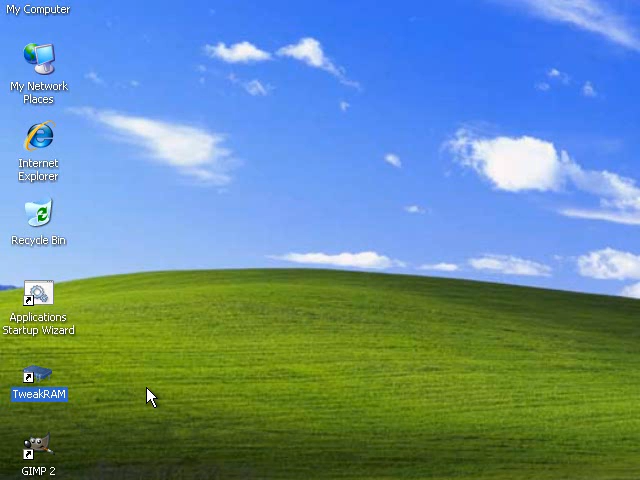 My Computer
My Network
Places
Internet
Explorer
Recycle Bin
Applications
Startup Wizard
TweakRAM
GIMP 2